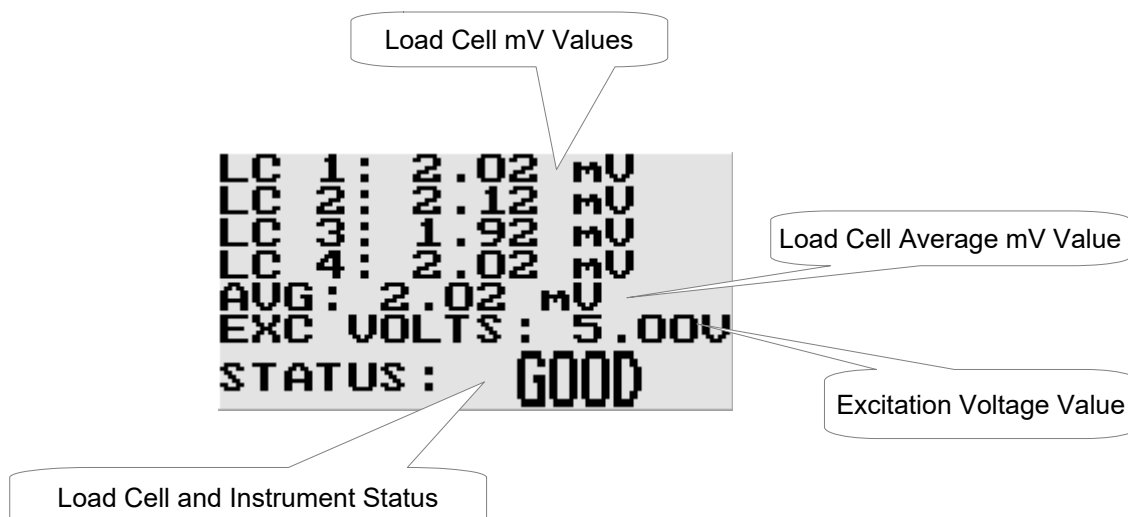 Load Cell mV Values
LC 1: 2.02 mV
LC 2: 2.12 mV
LC 3: 1.92 mV
LC 4: 2.02 mV
AVG: 2.02 mV
EXC VOLTS: 5.00V
STATUS: GOOD
Load Cell Average mV Value
Excitation Voltage Value
Load Cell and Instrument Status